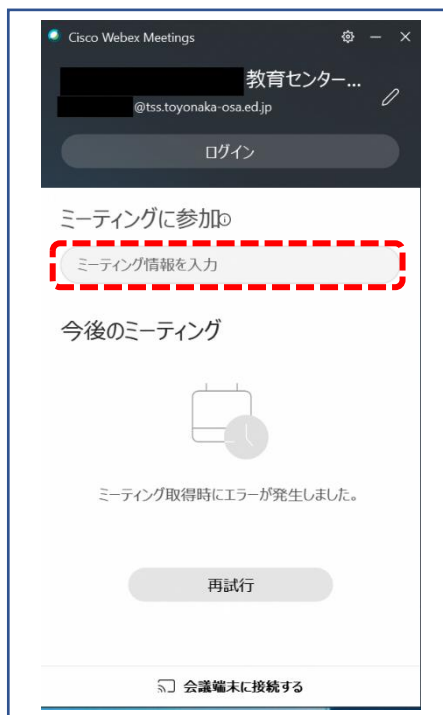 Cisco Webex Meetings
教育センター...
@tss.toyonaka-osa.ed.jp
ログイン
ミーティングに参加
ミーティング情報を入力
今後のミーティング
ミーティング取得時にエラーが発生しました。
再試行
会議端末に接続する